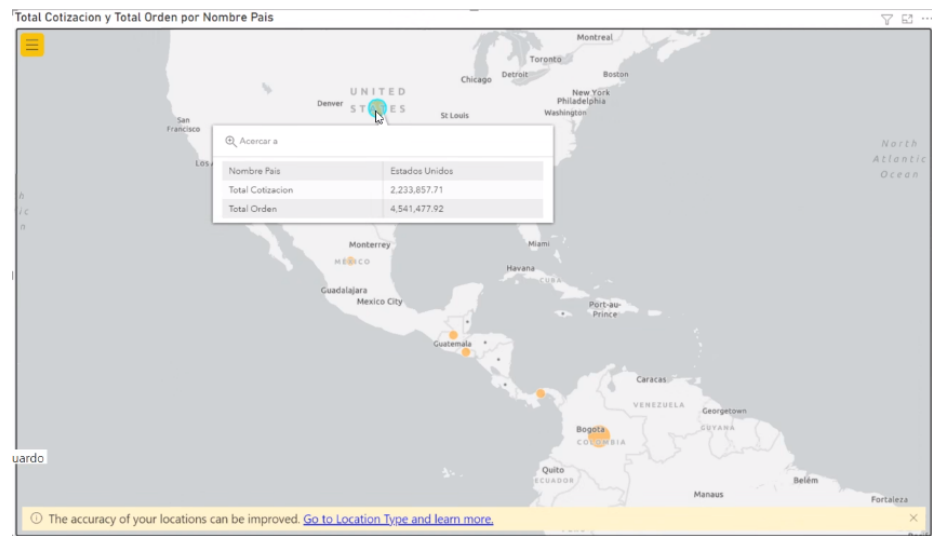 Total Cotizacion y Total Orden por Nombre Pais
Montreal
Toronto
Chicago
Detroit
Boston
UNITED
STATES
New York
Philadelphia
Denver
St Louis
Washington
San
Francisco
Acercar a
Los
North
Atlantic
Ocean
Nombre Pais Estados Unidos
Total Cotizacion 2,233,857.71
Total Orden 4,541,477.92
Monterrey
Miami
MÉXICO
Havana
CUBA
Guadalajara
Mexico City
Port-au-
Prince
Guatemala
Caracas
VENEZUELA
Georgetown
GUYANA
Bogota
COLOMBIA
uardo
Quito
ECUADOR
Belém
Manaus
Fortaleza
The accuracy of your locations can be improved. Go to Location Type and learn more.